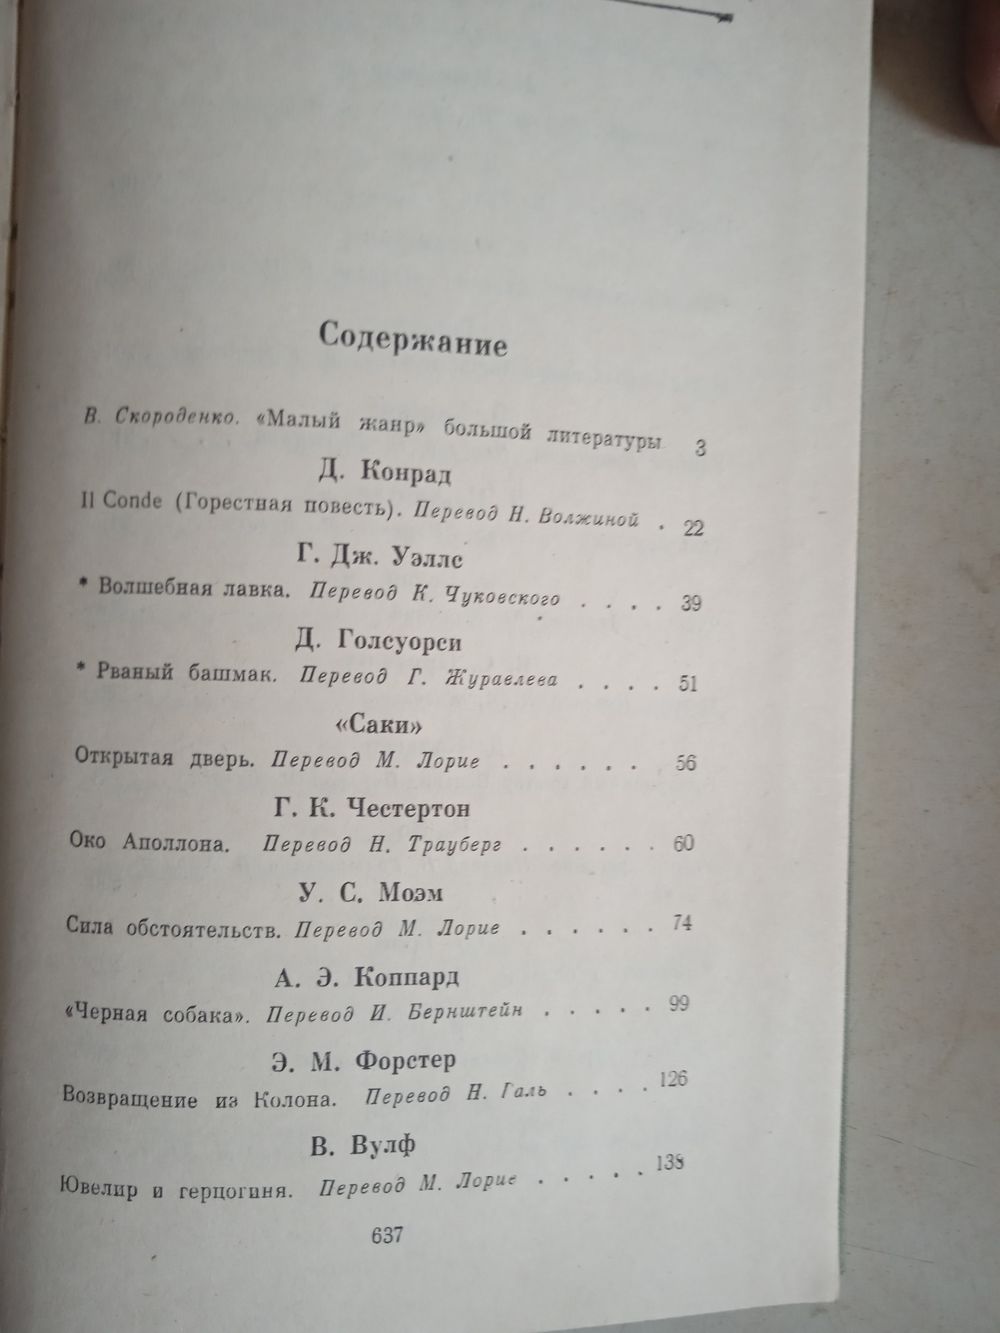 Содержание
В. Скороденко. «Малый жанр» большой литературы 3
Д. Конрад
Il Conde (Горестная повесть). Перевод Н. Волжиной . 22
Г. Дж. Уэллс
* Волшебная лавка. Перевод К. Чуковского . . . . 39
Д. Голсуорси
* Рваный башмак. Перевод Г. Журавлева . . . . 51
«Саки»
Открытая дверь. Перевод М. Лорие . . . . . . 56
Г. К. Честертон
Око Аполлона. Перевод Н. Трауберг . . . . . . 60
У. С. Моэм
Сила обстоятельств. Перевод М. Лорие . . . . . . 74
А. Э. Коппард
«Черная собака». Перевод И. Бернштейн . . . . . 99
Э. М. Форстер
Возвращение из Колона. Перевод Н. Галь . . . . 126
В. Вулф
Ювелир и герцогиня. Перевод М. Лорие . . . . . 138
637